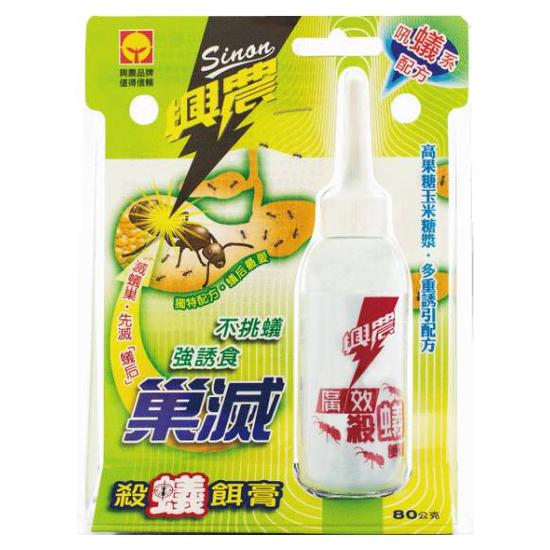 興農品牌
值得信賴
Sinon
興農
吼蟻系
配方
高果糖玉米糖漿·多重誘引配方
獨特配方·蟻后最愛
滅蟻巢·先滅「蟻后」
不挑蟻
強誘食
巢滅
興農
廣效
殺蟻
殺蟻餌膏
80公克